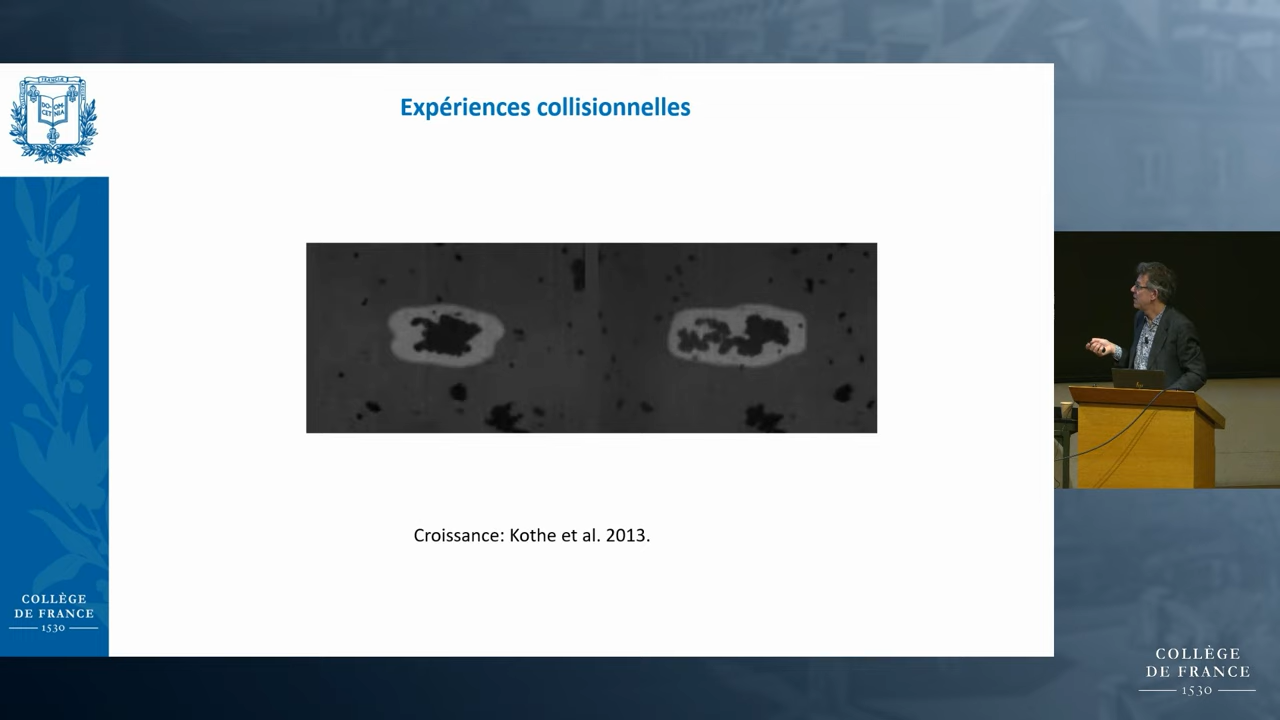 Expériences collisionnelles
Croissance: Kothe et al. 2013.
COLLÈGE
DE FRANCE
1530
COLLÈGE
DE FRANCE
1530